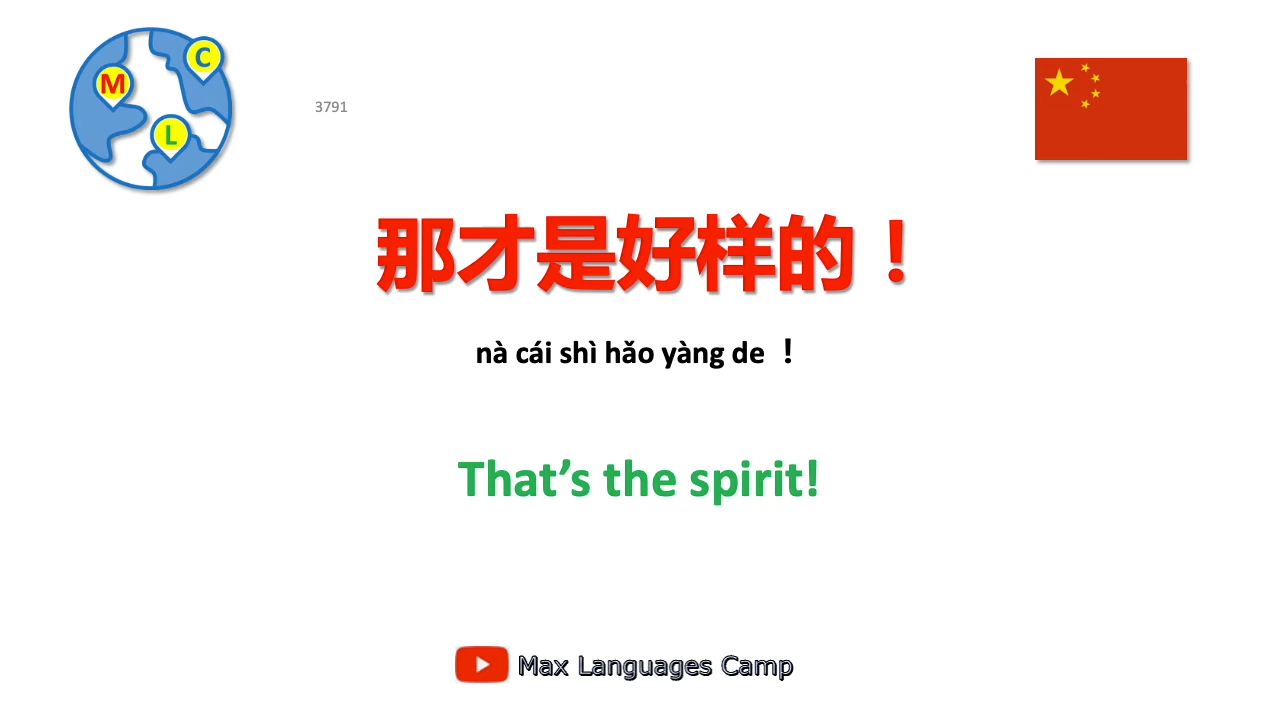 C
M
L
3791
那才是好样的！
nà cái shì hǎo yàng de ！
That’s the spirit!
Max Languages Camp